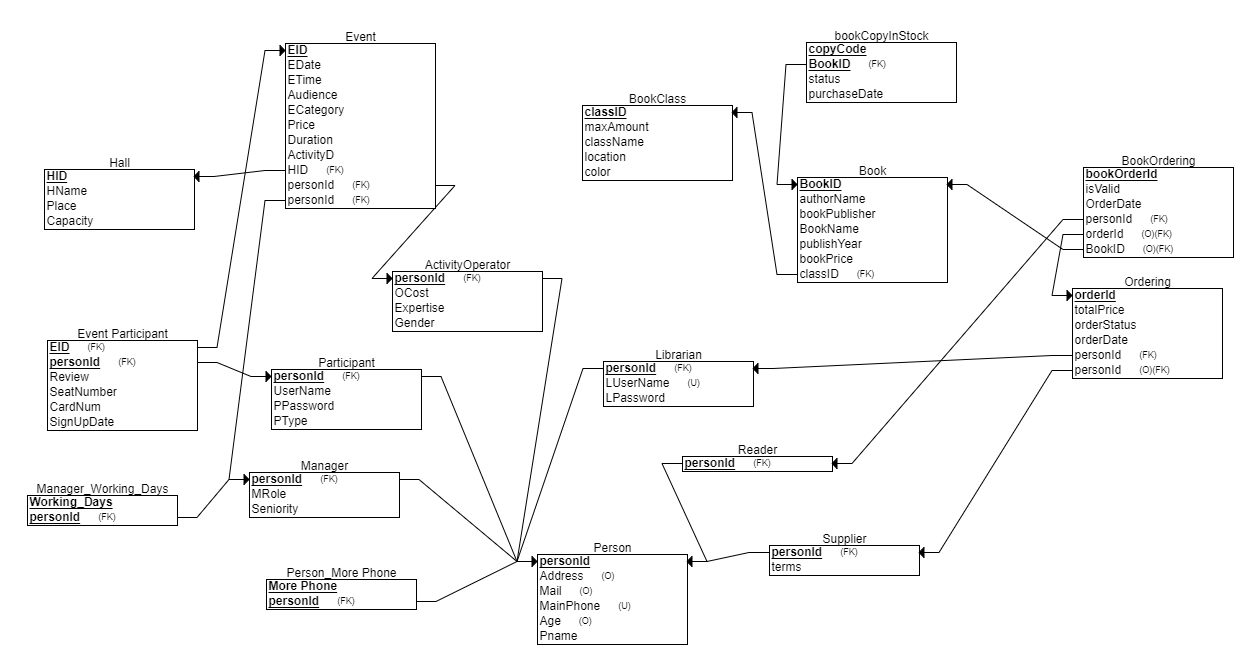 Event
EID
EDate
ETime
Audience
ECategory
Price
Duration
ActivityD
HID (FK)
personId (FK)
personId (FK)
bookCopyInStock
copyCode
BookID (FK)
status
purchaseDate
BookClass
classID
maxAmount
className
location
color
Hall
HID
HName
Place
Capacity
Book
BookID
authorName
bookPublisher
BookName
publishYear
bookPrice
classID (FK)
BookOrdering
bookOrderId
isValid
OrderDate
personId (FK)
orderId (O)(FK)
BookID (O)(FK)
ActivityOperator
personId (FK)
OCost
Expertise
Gender
Ordering
orderId
totalPrice
orderStatus
orderDate
personId (FK)
personId (O)(FK)
Event Participant
EID (FK)
personId (FK)
Review
SeatNumber
CardNum
SignUpDate
Participant
personId (FK)
UserName
PPassword
PType
Librarian
personId (FK)
LUserName (U)
LPassword
Reader
personId (FK)
Manager
personId (FK)
MRole
Seniority
Manager_Working_Days
Working_Days
personId (FK)
Supplier
personId (FK)
terms
Person
personId
Address (O)
Mail (O)
MainPhone (U)
Age (O)
Pname
Person_More Phone
More Phone
personId (FK)